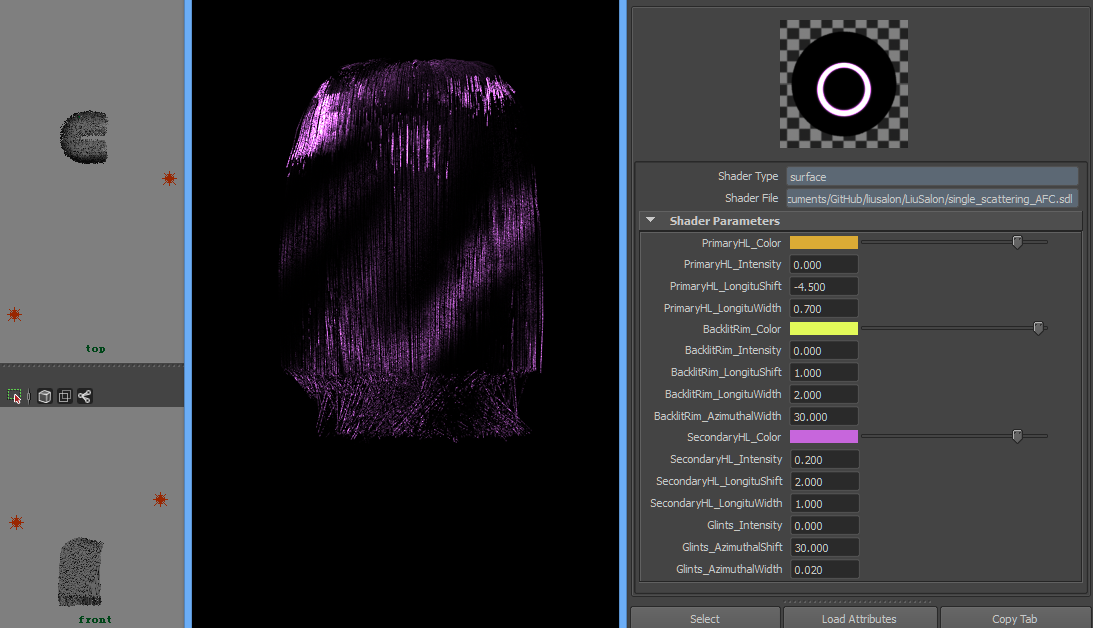 top
front
Shader Type surface
Shader File cuments/GitHub/liusalon/LiuSalon/single_scattering_AFC.sdl
Shader Parameters
PrimaryHL_Color
PrimaryHL_Intensity 0.000
PrimaryHL_LongituShift -4.500
PrimaryHL_LongituWidth 0.700
BacklitRim_Color
BacklitRim_Intensity 0.000
BacklitRim_LongituShift 1.000
BacklitRim_LongituWidth 2.000
BacklitRim_AzimuthalWidth 30.000
SecondaryHL_Color
SecondaryHL_Intensity 0.200
SecondaryHL_LongituShift 2.000
SecondaryHL_LongituWidth 1.000
Glints_Intensity 0.000
Glints_AzimuthalShift 30.000
Glints_AzimuthalWidth 0.020
Select Load Attributes Copy Tab